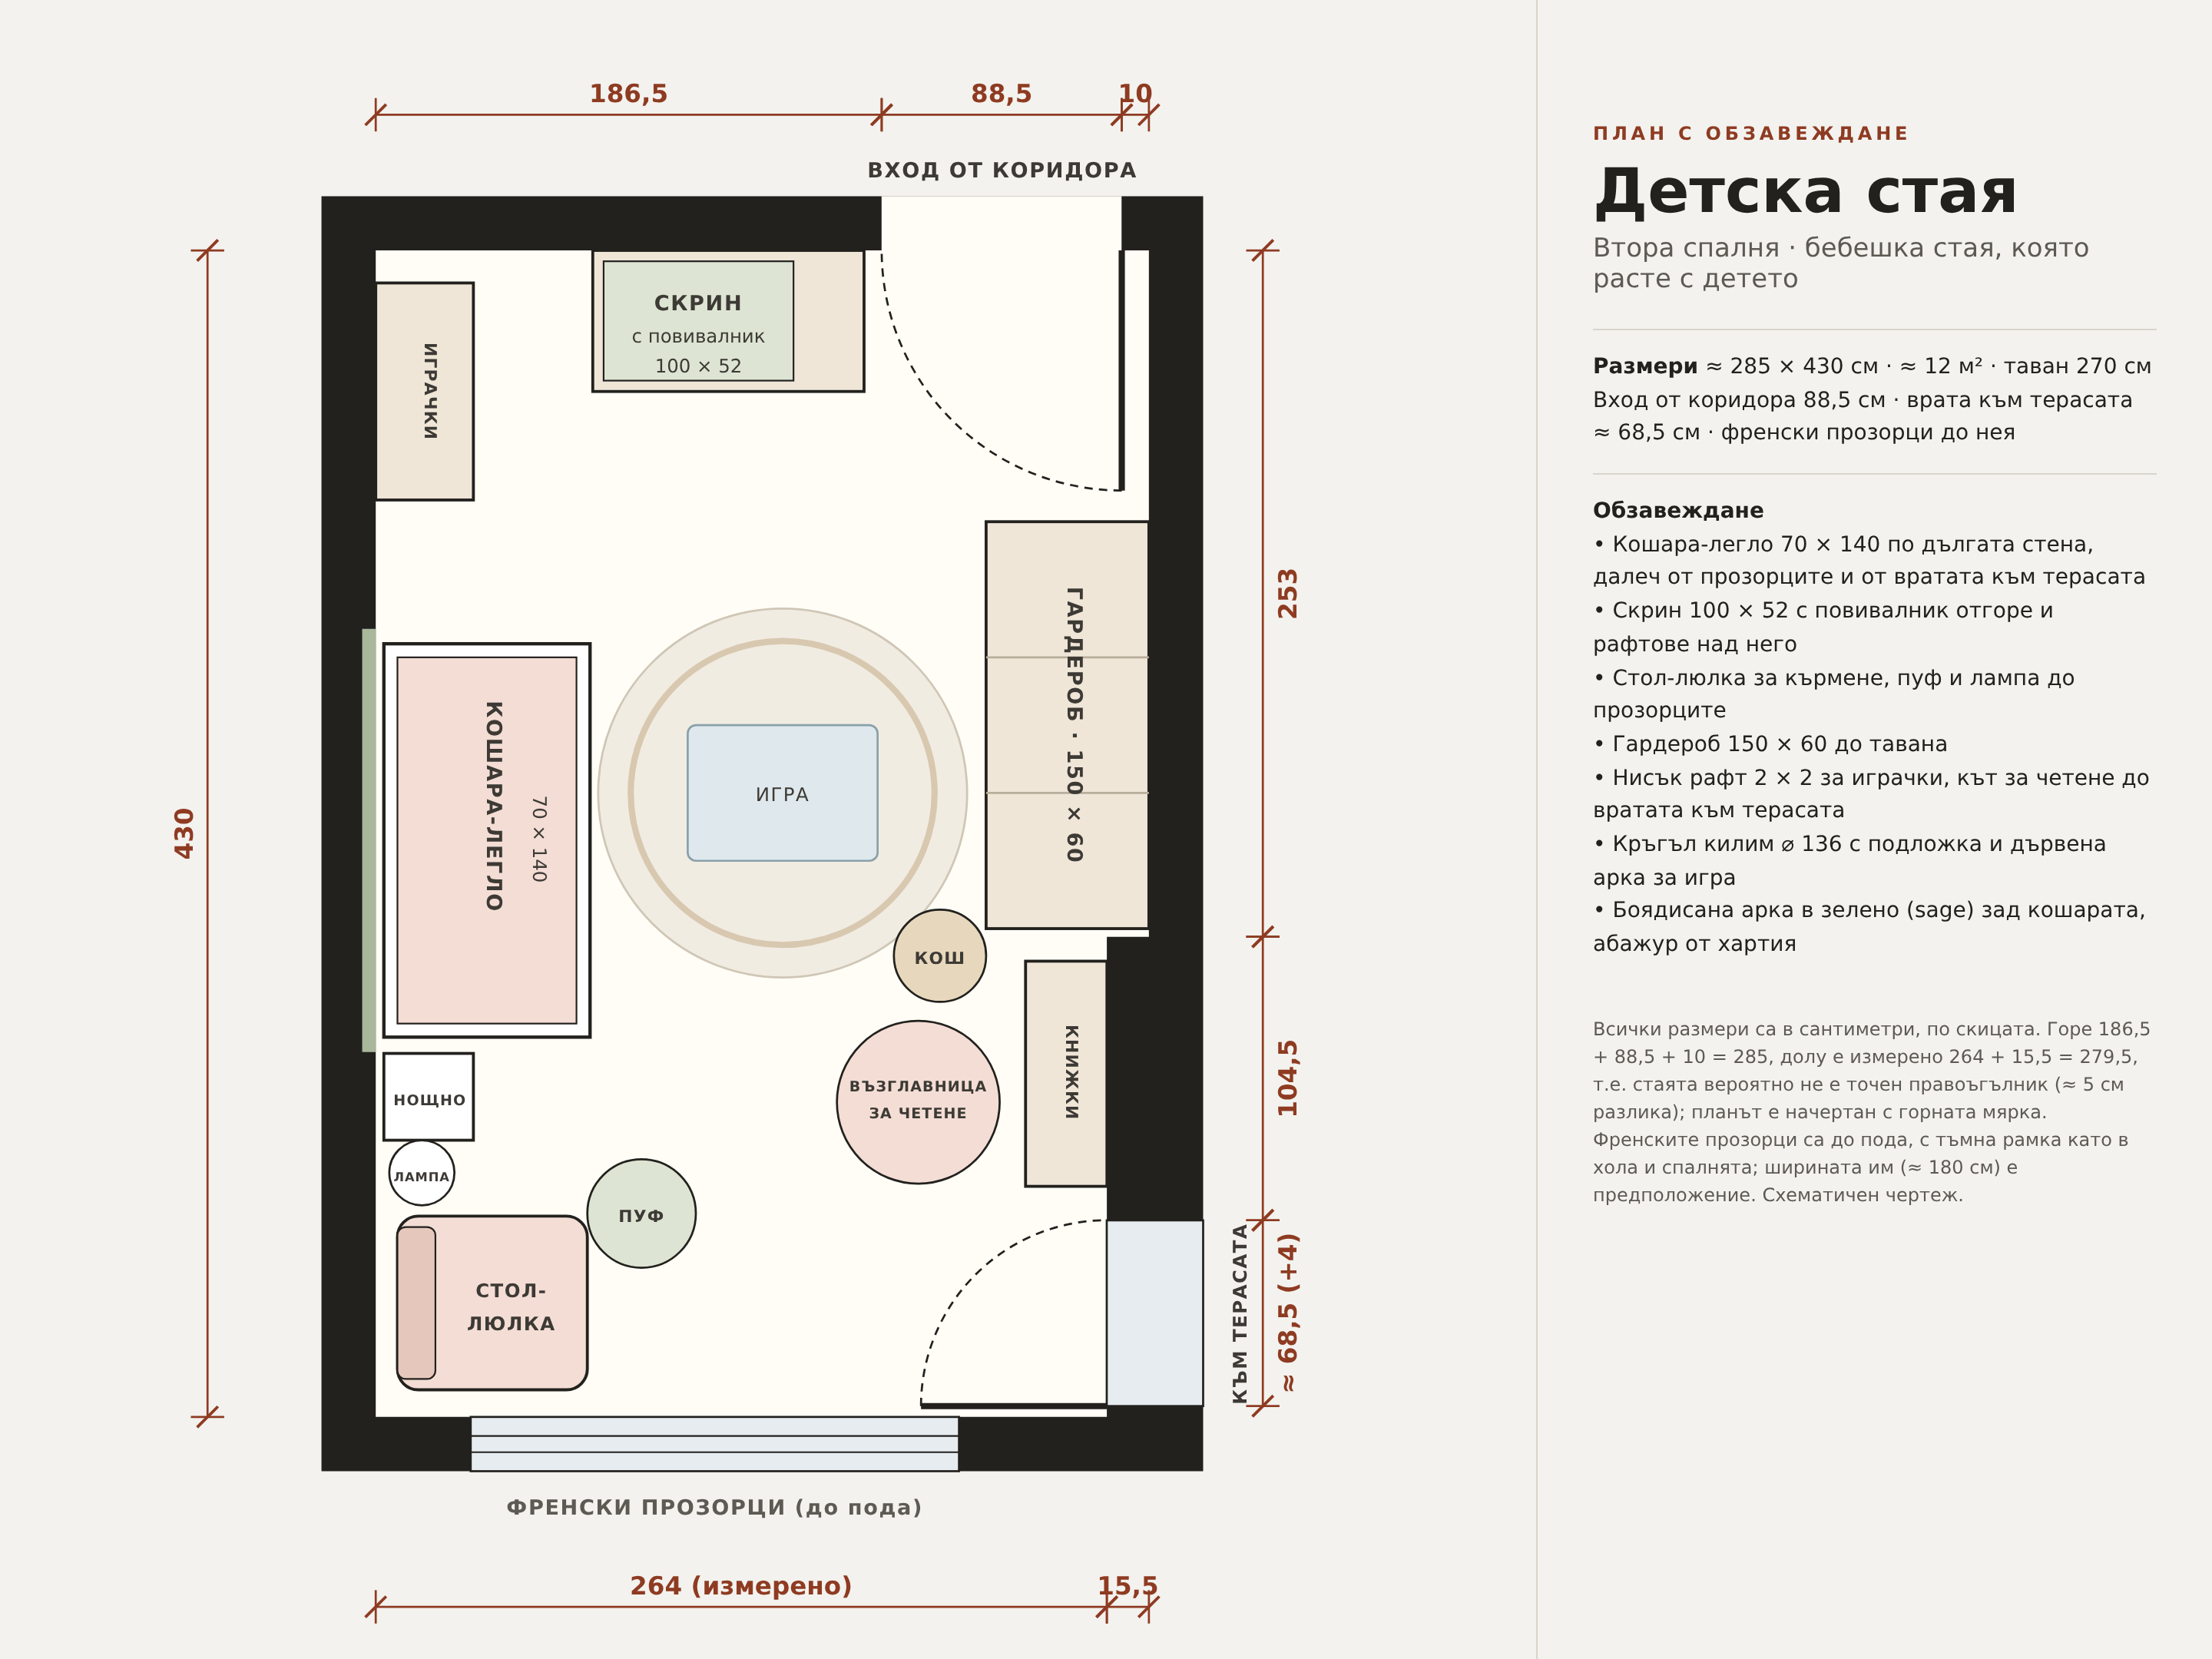 186,5
88,5
10
ВХОД ОТ КОРИДОРА
СКРИН
с повивалник
100 × 52
ИГРАЧКИ
253
ГАРДЕРОБ · 150 × 60
КОШАРА-ЛЕГЛО
70 × 140
ИГРА
430
КОШ
КНИЖКИ
104,5
ВЪЗГЛАВНИЦА
ЗА ЧЕТЕНЕ
НОЩНО
ЛАМПА
ПУФ
СТОЛ-
ЛЮЛКА
КЪМ ТЕРАСАТА
≈ 68,5 (+4)
ФРЕНСКИ ПРОЗОРЦИ (до пода)
264 (измерено)
15,5
ПЛАН С ОБЗАВЕЖДАНЕ
Детска стая
Втора спалня · бебешка стая, която
расте с детето
Размери ≈ 285 × 430 см · ≈ 12 м² · таван 270 см
Вход от коридора 88,5 см · врата към терасата
≈ 68,5 см · френски прозорци до нея
Обзавеждане
• Кошара-легло 70 × 140 по дългата стена,
далеч от прозорците и от вратата към терасата
• Скрин 100 × 52 с повивалник отгоре и
рафтове над него
• Стол-люлка за кърмене, пуф и лампа до
прозорците
• Гардероб 150 × 60 до тавана
• Нисък рафт 2 × 2 за играчки, кът за четене до
вратата към терасата
• Кръгъл килим ⌀ 136 с подложка и дървена
арка за игра
• Боядисана арка в зелено (sage) зад кошарата,
абажур от хартия
Всички размери са в сантиметри, по скицата. Горе 186,5
+ 88,5 + 10 = 285, долу е измерено 264 + 15,5 = 279,5,
т.е. стаята вероятно не е точен правоъгълник (≈ 5 см
разлика); планът е начертан с горната мярка.
Френските прозорци са до пода, с тъмна рамка като в
хола и спалнята; ширината им (≈ 180 см) е
предположение. Схематичен чертеж.